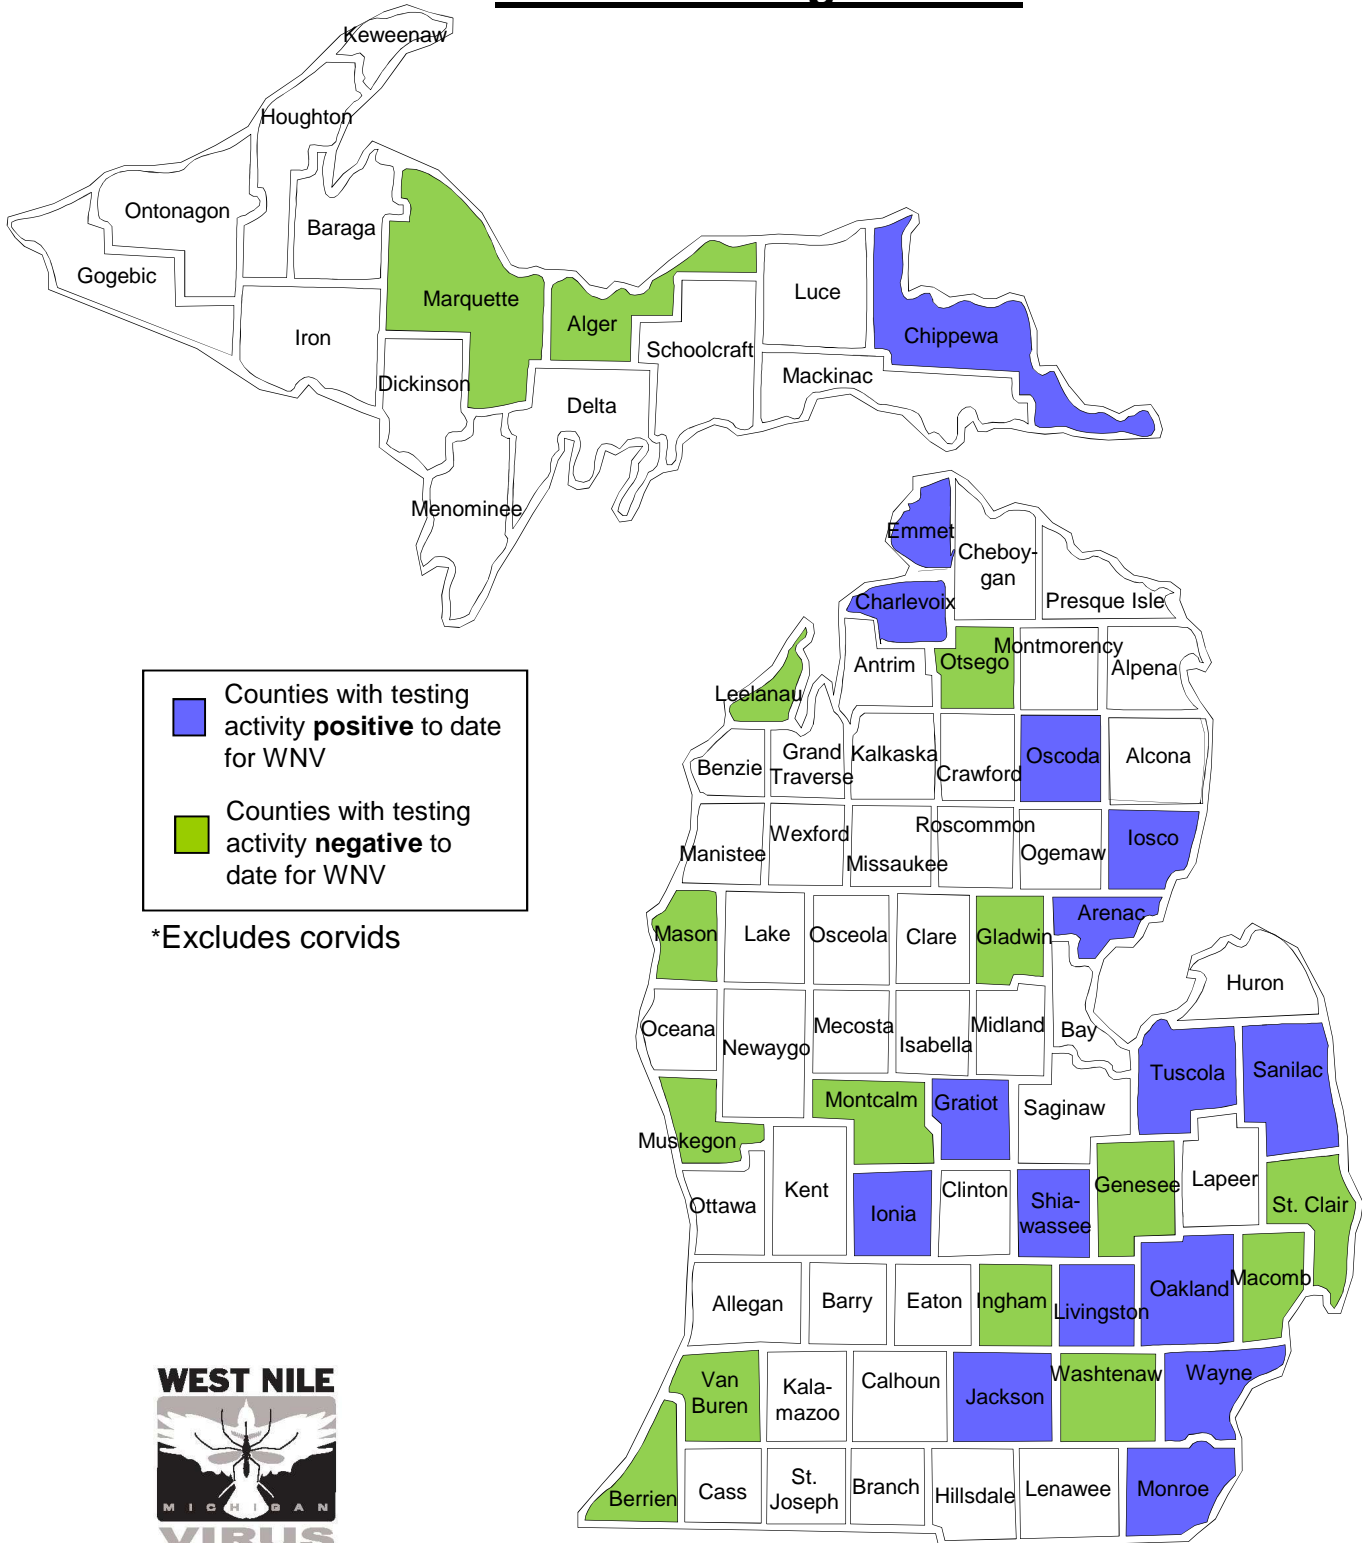 Keweenaw
Houghton
Ontonagon
Baraga
Gogebic
Marquette
Luce
Alger
Iron
Chippewa
Schoolcraft
Mackinac
Dickinson
Delta
Menominee
Emmet
Cheboy-
gan
Charlevoix
Presque Isle
Montmorency
Antrim
Otsego
Alpena
Leelanau
Counties with testing
activity positive to date
for WNV
Counties with testing
activity negative to
date for WNV
*Excludes corvids
Benzie
Grand
Traverse
Kalkaska
Crawford
Oscoda
Alcona
Manistee
Wexford
Missaukee
Roscommon
Ogemaw
Iosco
Arenac
Mason
Lake
Osceola
Clare
Gladwin
Huron
Oceana
Newaygo
Mecosta
Isabella
Midland
Bay
Tuscola
Sanilac
Muskegon
Montcalm
Gratiot
Saginaw
Ottawa
Kent
Ionia
Clinton
Shia-
wassee
Genesee
Lapeer
St. Clair
Allegan
Barry
Eaton
Ingham
Livingston
Oakland
Macomb
Van
Buren
Kala-
mazoo
Calhoun
Jackson
Washtenaw
Wayne
Berrien
Cass
St.
Joseph
Branch
Hillsdale
Lenawee
Monroe
WEST NILE
MICHIGAN
VIRUS